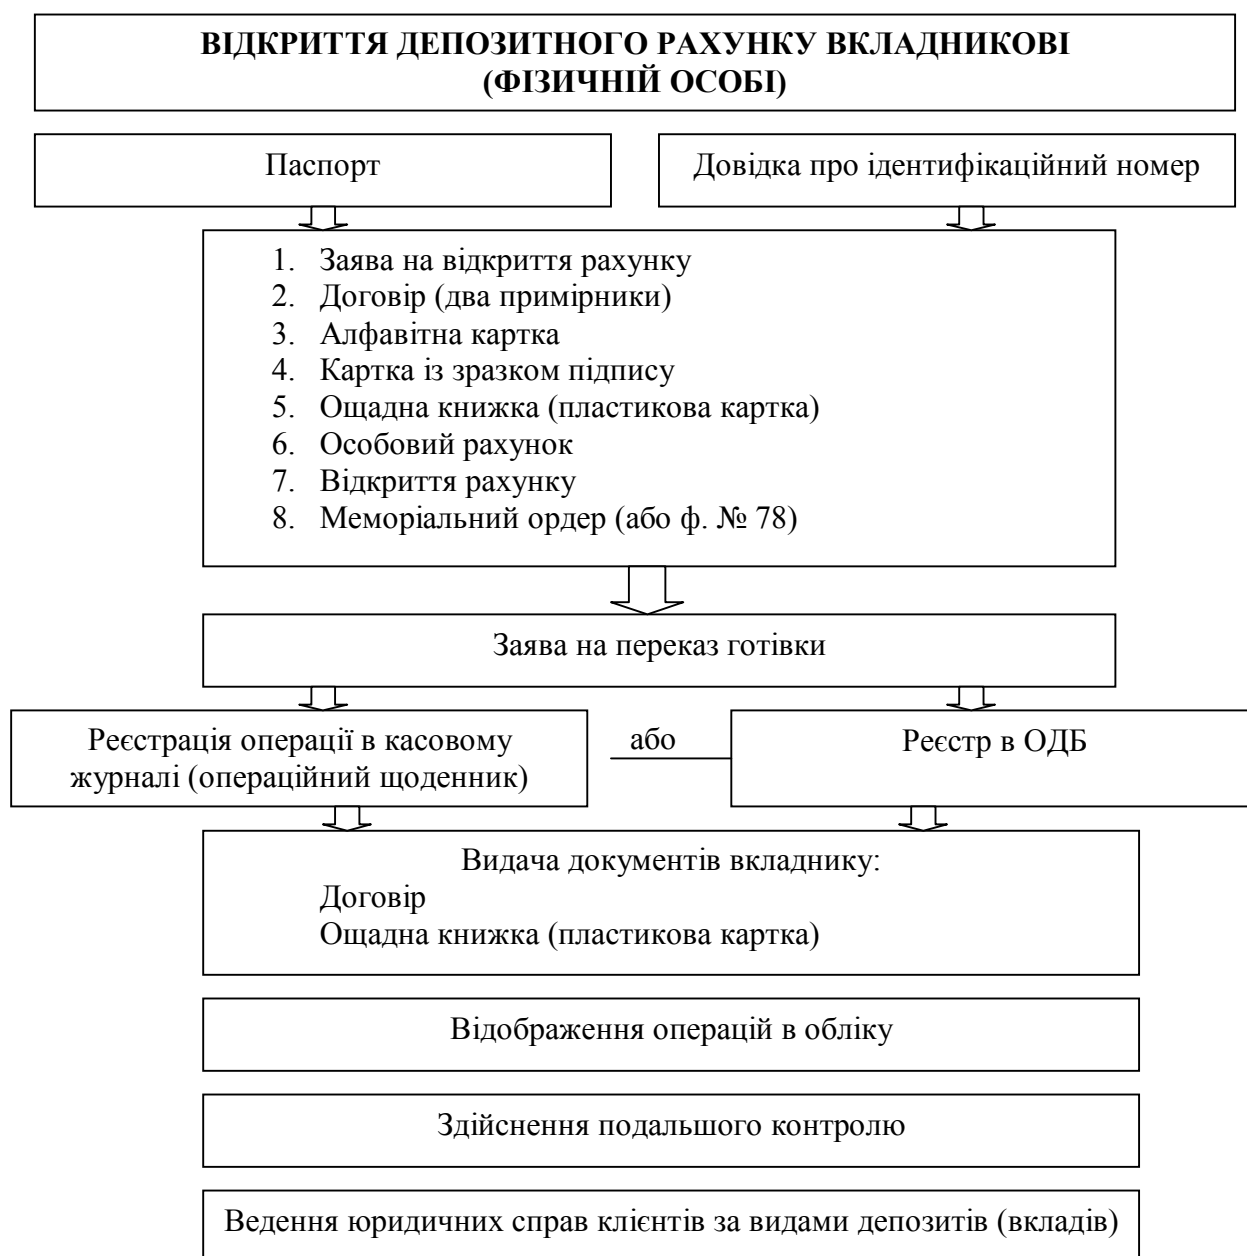 ВІДКРИТТЯ ДЕПОЗИТНОГО РАХУНКУ ВКЛАДНИКОВІ
(ФІЗИЧНІЙ ОСОБІ)
Паспорт
Довідка про ідентифікаційний номер
1. Заява на відкриття рахунку
2. Договір (два примірники)
3. Алфавітна картка
4. Картка із зразком підпису
5. Ощадна книжка (пластикова картка)
6. Особовий рахунок
7. Відкриття рахунку
8. Меморіальний ордер (або ф. № 78)
Заява на переказ готівки
Реєстрація операції в касовому
журналі (операційний щоденник)
або
Реєстр в ОДБ
Видача документів вкладнику:
Договір
Ощадна книжка (пластикова картка)
Відображення операцій в обліку
Здійснення подальшого контролю
Ведення юридичних справ клієнтів за видами депозитів (вкладів)